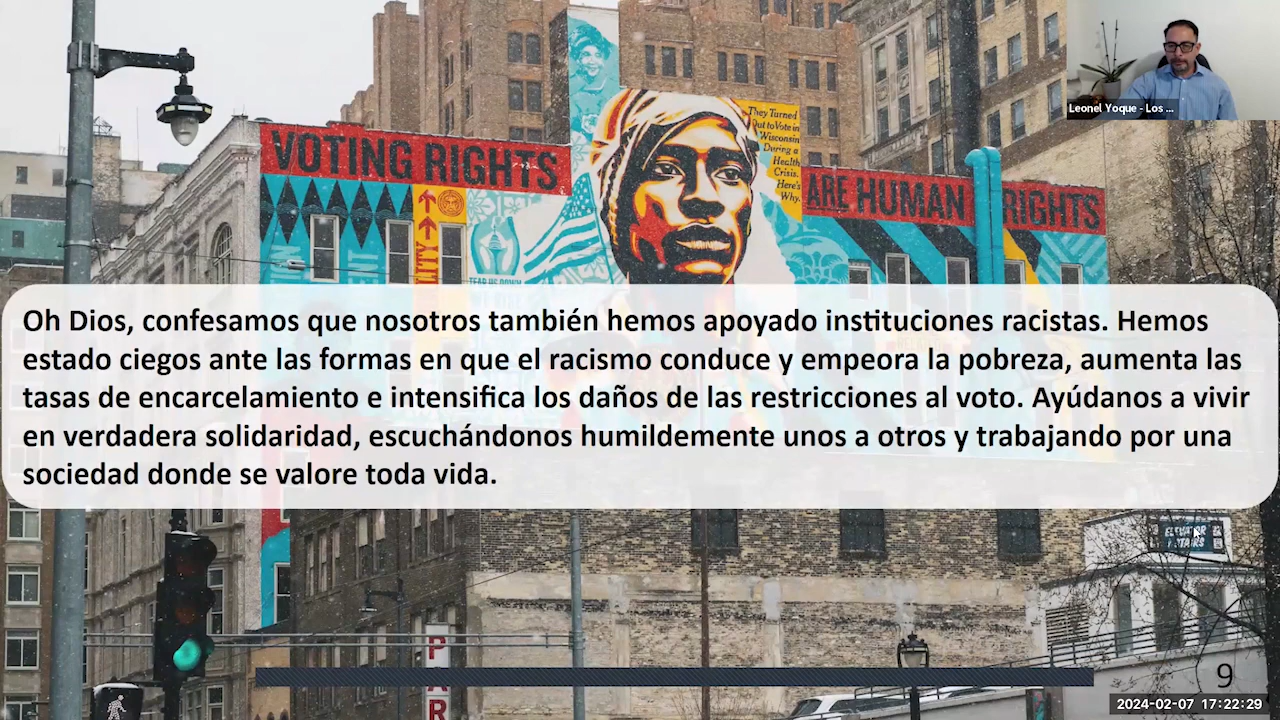 They Turned
Out to Vote in
Wisconsin
During a
Health
Crisis.
Here's
Why.
VOTING RIGHTS
ARE HUMAN
RIGHTS
Leonel Yoque - Los ...
Oh Dios, confesamos que nosotros también hemos apoyado instituciones racistas. Hemos
estado ciegos ante las formas en que el racismo conduce y empeora la pobreza, aumenta las
tasas de encarcelamiento e intensifica los daños de las restricciones al voto. Ayúdanos a vivir
en verdadera solidaridad, escuchándonos humildemente unos a otros y trabajando por una
sociedad donde se valore toda vida.
P
A
R
9
2024-02-07 17:22:29